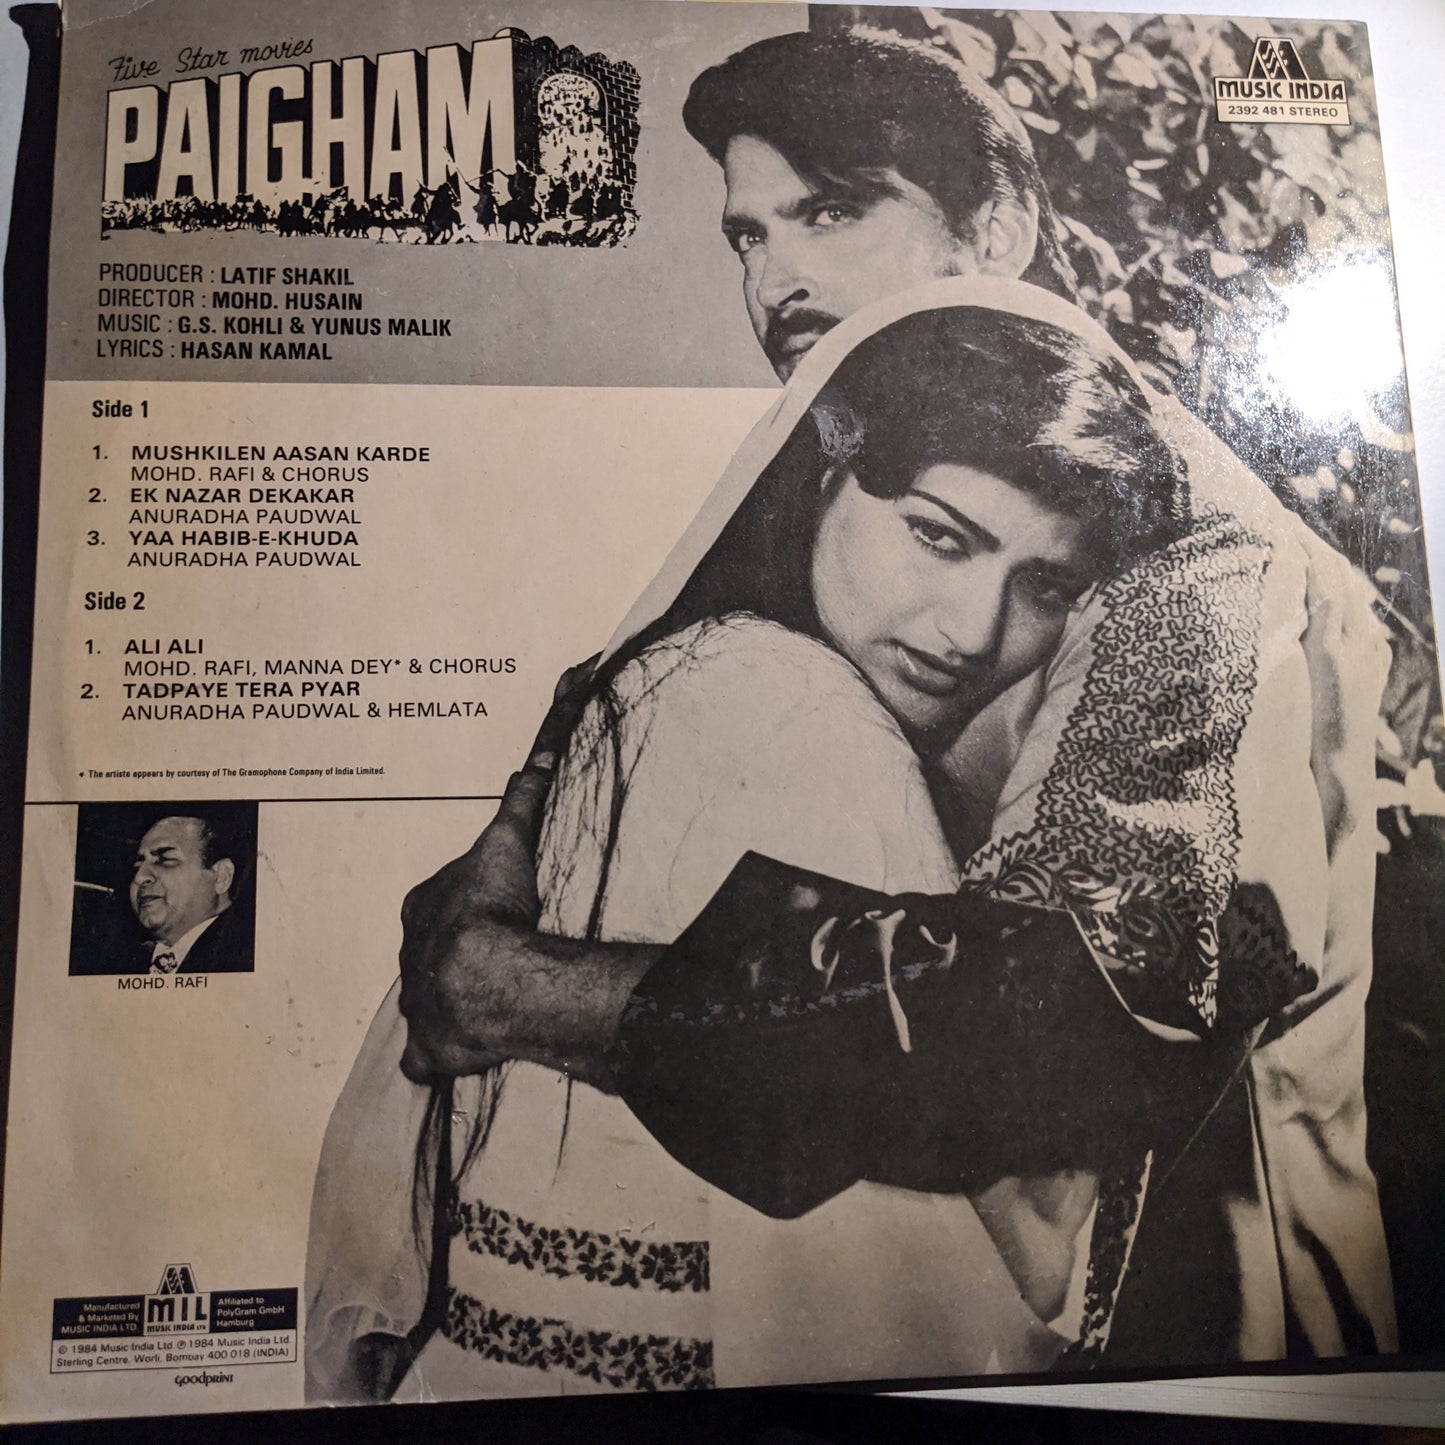 Five Star movies
PAIGHAM
MUSIC INDIA
2392 481 STEREO
PRODUCER : LATIF SHAKIL
DIRECTOR : MOHD. HUSAIN
MUSIC : G.S. KOHLI & YUNUS MALIK
LYRICS : HASAN KAMAL
Side 1
1. MUSHKILEN AASAN KARDE
MOHD. RAFI & CHORUS
2. EK NAZAR DEKAKAR
ANURADHA PAUDWAL
3. YAA HABIB-E-KHUDA
ANURADHA PAUDWAL
Side 2
1. ALI ALI
MOHD. RAFI, MANNA DEY* & CHORUS
2. TADPAYE TERA PYAR
ANURADHA PAUDWAL & HEMLATA
* The artiste appears by courtesy of The Gramophone Company of India Limited.
MOHD. RAFI
Manufactured
& Marketed By
MUSIC INDIA LTD.
MIL
MUSIC INDIA LTD
Affiliated to
PolyGram GmbH
Hamburg
© 1984 Music India Ltd. ℗ 1984 Music India Ltd.
Sterling Centre, Worli, Bombay 400 018 (INDIA)
goodprint